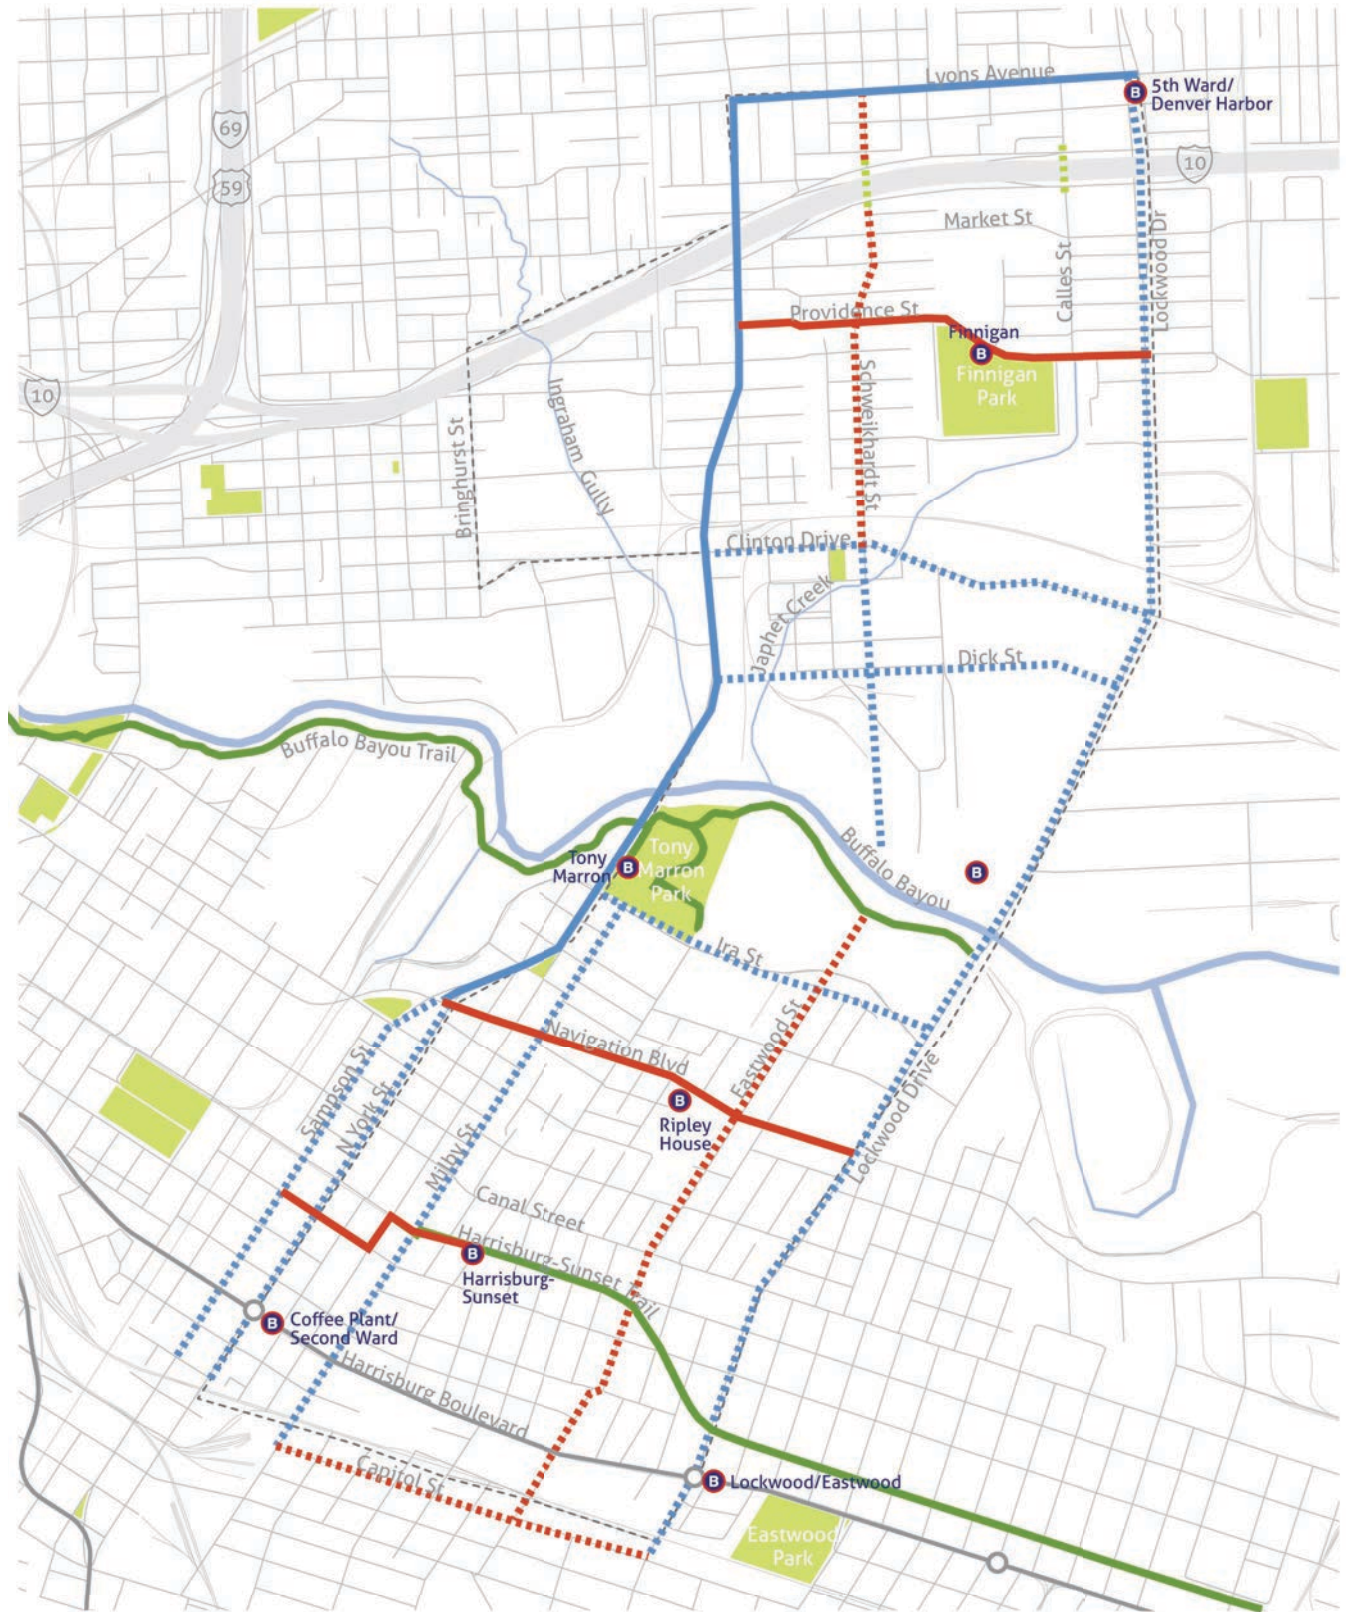 Lyons Avenue
B
5th Ward/
Denver Harbor
69
59
10
Market St
Calles St
Lockwood Dr
Providence St
Finnigan
B
Finnigan
Park
10
Bringhurst St
Ingraham Gully
Schweikhardt St
Clinton Drive
Japhet Creek
Dick St
Buffalo Bayou Trail
Tony
Marron
B
Tony
Marron
Park
Buffalo Bayou
B
Ira St
Eastwood St
Navigation Blvd
Sampson St
N York St
Milby St
B
Ripley
House
Lockwood Drive
Canal Street
Harrisburg-Sunset Trail
B
Harrisburg-
Sunset
B
Coffee Plant/
Second Ward
Harrisburg Boulevard
Capitol St
B
Lockwood/Eastwood
Eastwood
Park